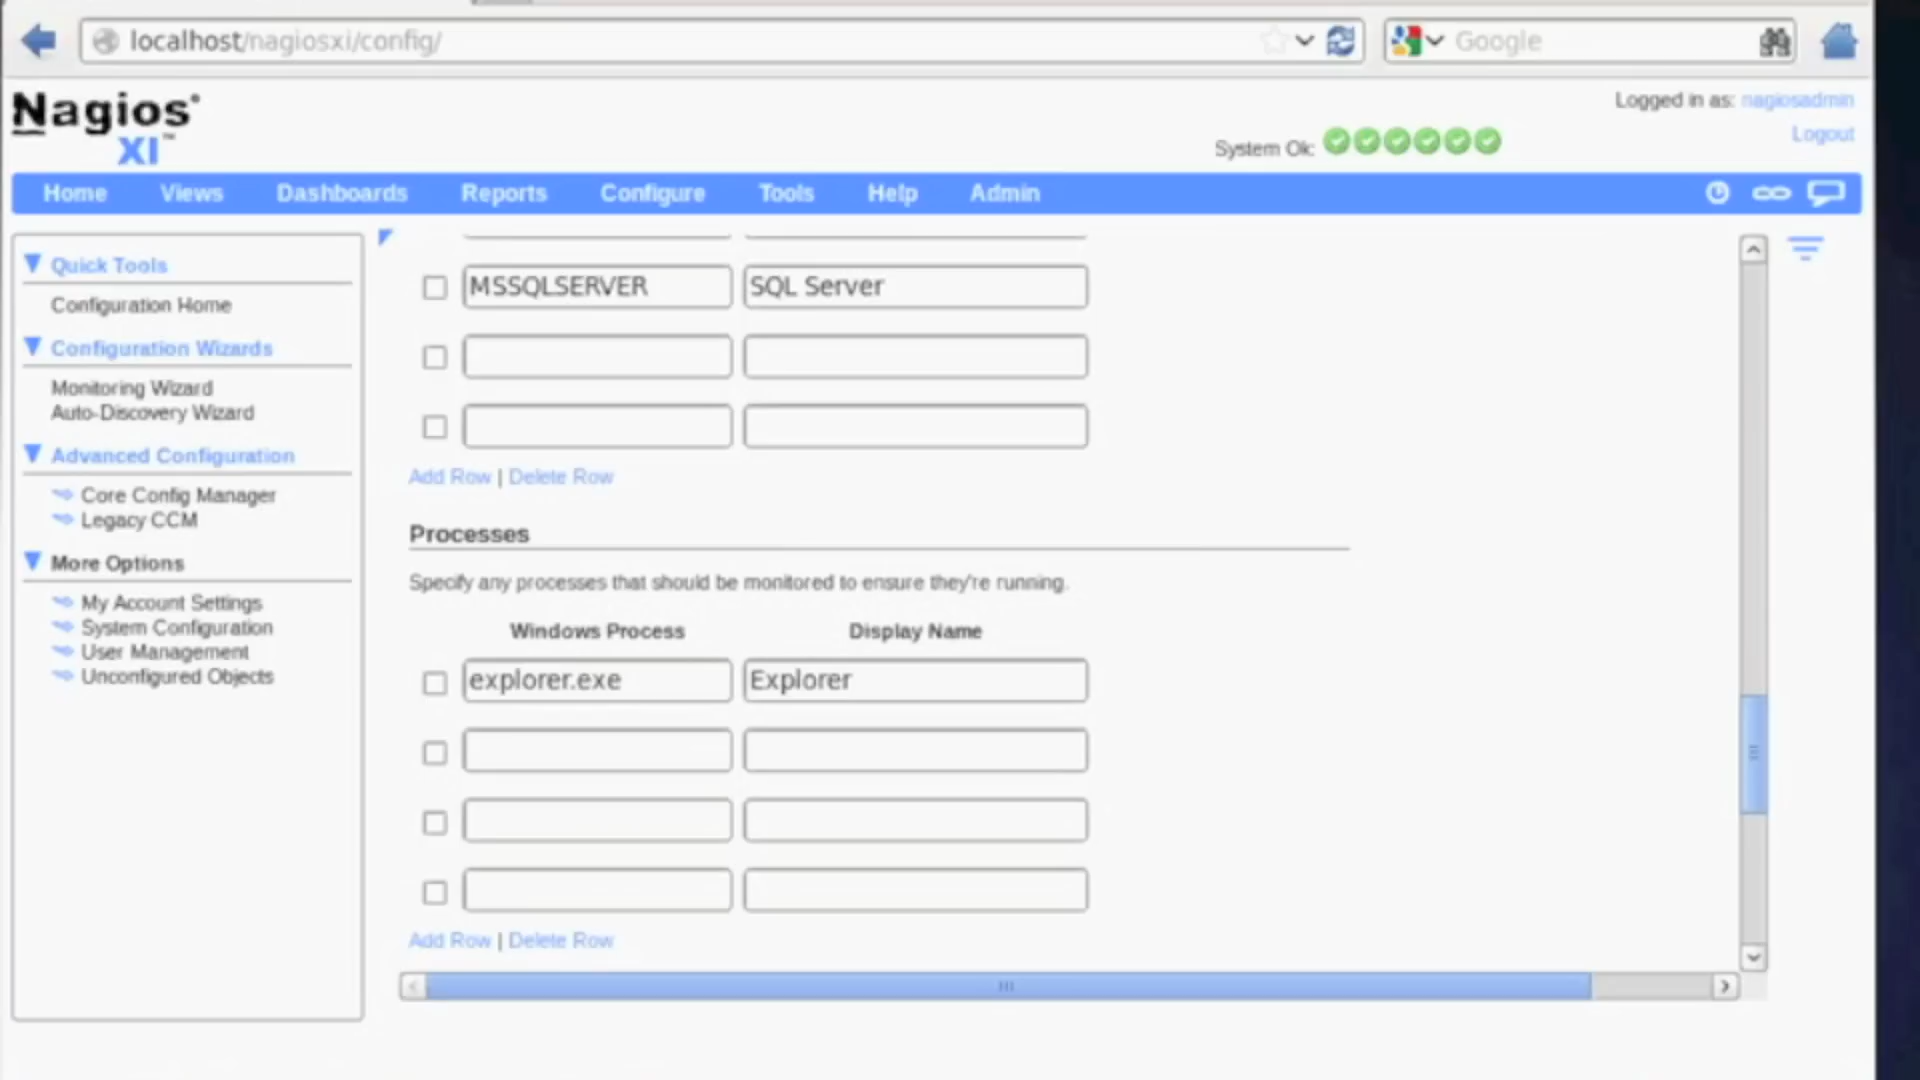 localhost/nagiosxi/config/
Google
Nagios®
XI™
Logged in as: nagiosadmin
Logout
System Ok:
Home
Views
Dashboards
Reports
Configure
Tools
Help
Admin
Quick Tools
Configuration Home
Configuration Wizards
Monitoring Wizard
Auto-Discovery Wizard
Advanced Configuration
Core Config Manager
Legacy CCM
More Options
My Account Settings
System Configuration
User Management
Unconfigured Objects
MSSQLSERVER
SQL Server
Add Row | Delete Row
Processes
Specify any processes that should be monitored to ensure they're running.
Windows Process
Display Name
explorer.exe
Explorer
Add Row | Delete Row